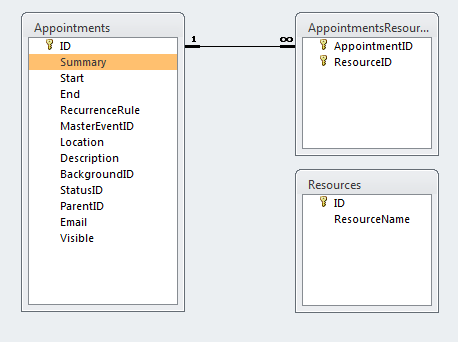 Appointments
ID
Summary
Start
End
RecurrenceRule
MasterEventID
Location
Description
BackgroundID
StatusID
ParentID
Email
Visible
1
∞
AppointmentsResour...
AppointmentID
ResourceID
Resources
ID
ResourceName